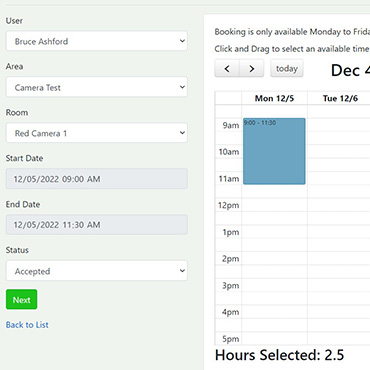 User
Bruce Ashford
Area
Camera Test
Room
Red Camera 1
Start Date
12/05/2022 09:00 AM
End Date
12/05/2022 11:30 AM
Status
Accepted
Next
Back to List
Booking is only available Monday to Frida
Click and Drag to select an available time
today
Dec 4
Mon 12/5 Tue 12/6
9am
9:00 - 11:30
10am
11am
12pm
1pm
2pm
3pm
4pm
5pm
Hours Selected: 2.5